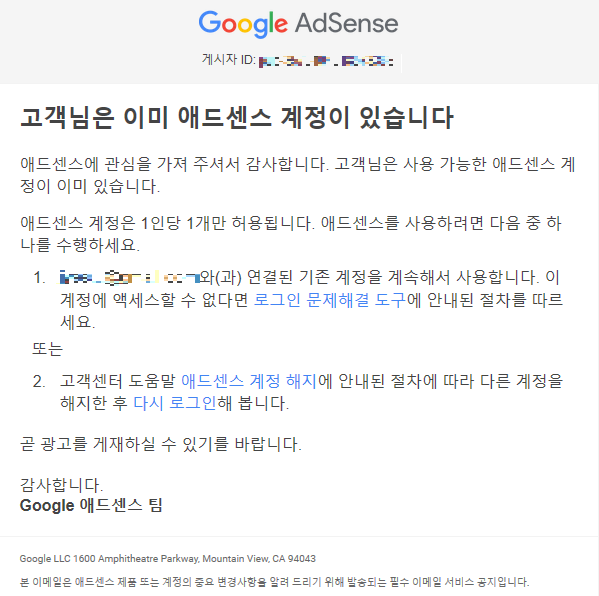 Google AdSense
게시자 ID:
고객님은 이미 애드센스 계정이 있습니다
애드센스에 관심을 가져 주셔서 감사합니다. 고객님은 사용 가능한 애드센스 계
정이 이미 있습니다.
애드센스 계정은 1인당 1개만 허용됩니다. 애드센스를 사용하려면 다음 중 하
나를 수행하세요.
1. 와(과) 연결된 기존 계정을 계속해서 사용합니다. 이
계정에 액세스할 수 없다면 로그인 문제해결 도구에 안내된 절차를 따르
세요.
또는
2. 고객센터 도움말 애드센스 계정 해지에 안내된 절차에 따라 다른 계정을
해지한 후 다시 로그인해 봅니다.
곧 광고를 게재하실 수 있기를 바랍니다.
감사합니다.
Google 애드센스 팀
Google LLC 1600 Amphitheatre Parkway, Mountain View, CA 94043
본 이메일은 애드센스 제품 또는 계정의 중요 변경사항을 알려 드리기 위해 발송되는 필수 이메일 서비스 공지입니다.